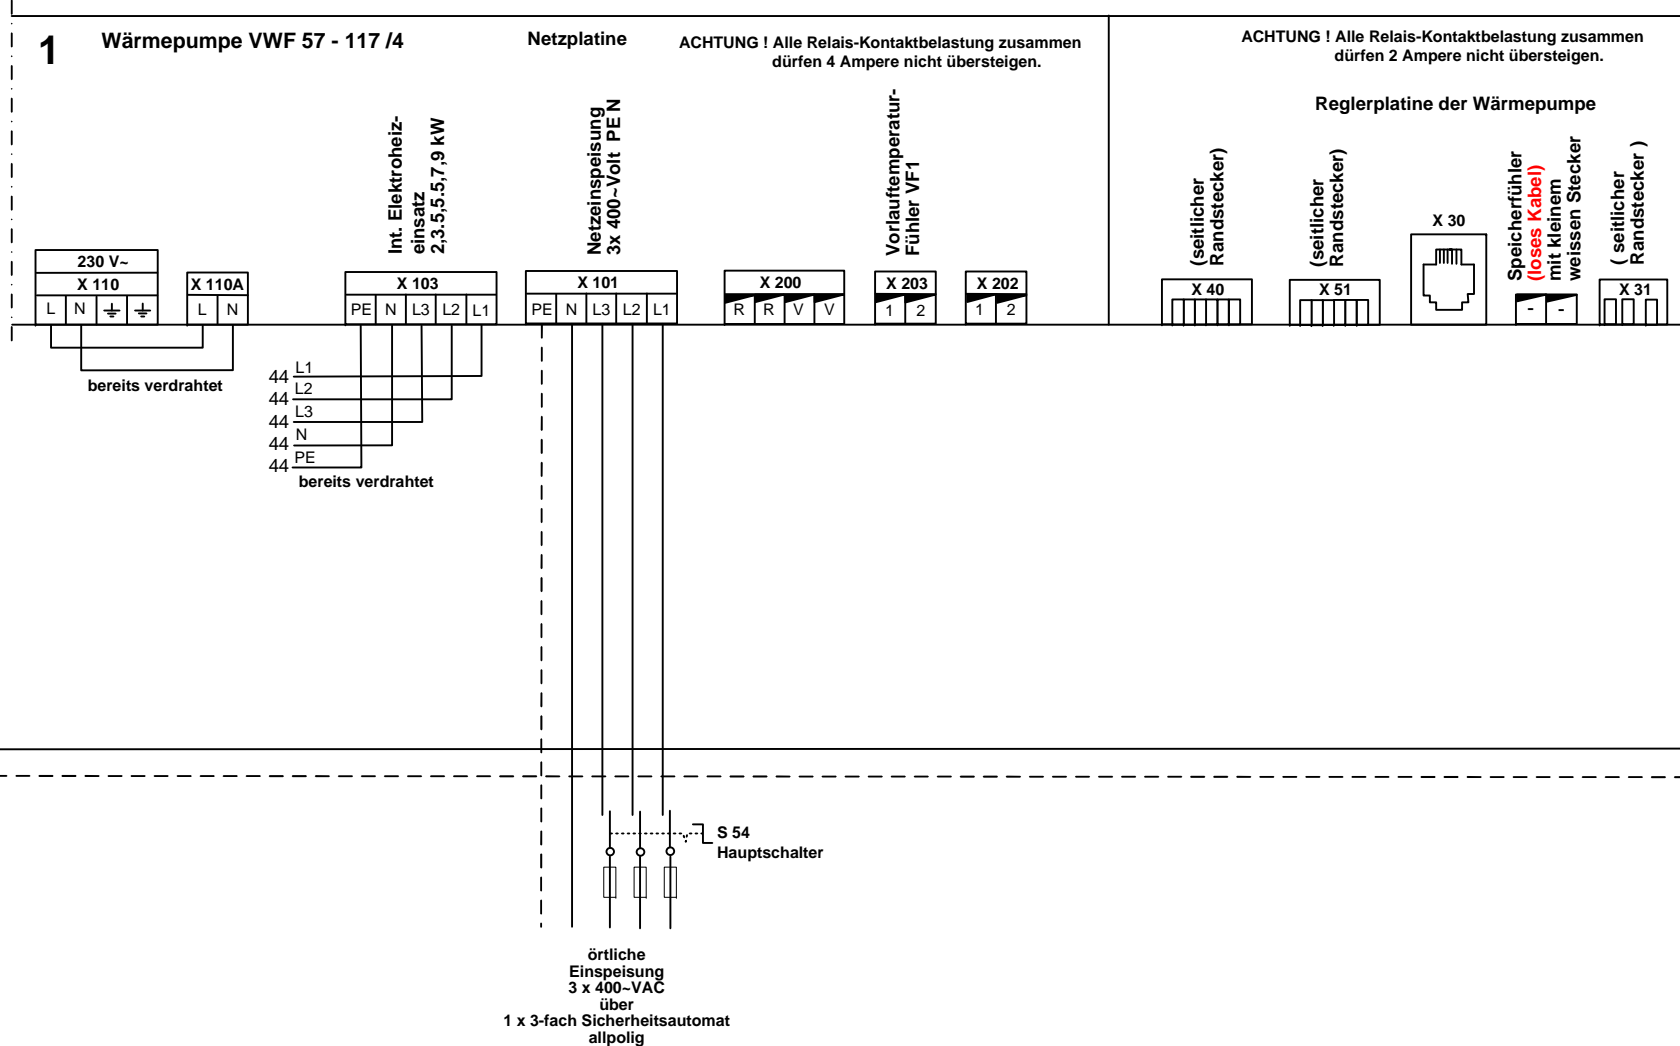 1
Wärmepumpe VWF 57 - 117 /4
Netzplatine
ACHTUNG ! Alle Relais-Kontaktbelastung zusammen
dürfen 4 Ampere nicht übersteigen.
ACHTUNG ! Alle Relais-Kontaktbelastung zusammen
dürfen 2 Ampere nicht übersteigen.
Reglerplatine der Wärmepumpe
Int. Elektroheiz-
einsatz
2,3.5,5.5,7,9 kW
Netzeinspeisung
3x 400~Volt PE N
Vorlauftemperatur-
Fühler VF1
(seitlicher
Randstecker)
(seitlicher
Randstecker)
X 30
Speicherfühler
(loses Kabel)
mit kleinem
weissen Stecker
( seitlicher
Randstecker )
230 V~
X 110
L N
X 110A
L N
X 103
PE N L3 L2 L1
X 101
PE N L3 L2 L1
X 200
R R V V
X 203
1 2
X 202
1 2
X 40
X 51
- -
X 31
bereits verdrahtet
44 L1
44 L2
44 L3
44 N
44 PE
bereits verdrahtet
S 54
Hauptschalter
örtliche
Einspeisung
3 x 400~VAC
über
1 x 3-fach Sicherheitsautomat
allpolig